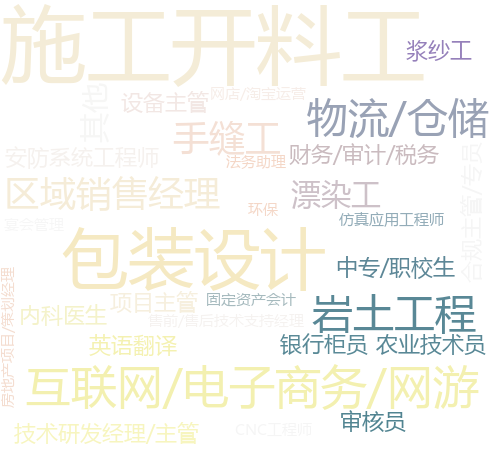 施工开料工
浆纱工
其他
设备主管
网店/淘宝运营
物流/仓储
手缝工
安防系统工程师
法务助理
财务/审计/税务
合规主管/专员
区域销售经理
漂染工
环保
仿真应用工程师
宴会管理
包装设计
中专/职校生
房地产项目/策划经理
项目主管
固定资产会计
岩土工程
内科医生
售前/售后技术支持经理
英语翻译
银行柜员
农业技术员
互联网/电子商务/网游
审核员
技术研发经理/主管
CNC工程师